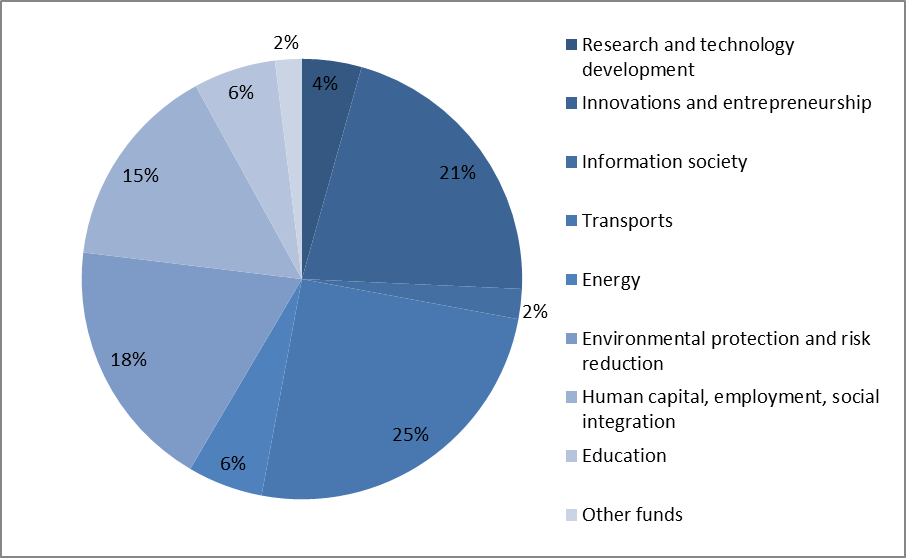 2%
4%
6%
21%
15%
2%
18%
25%
6%
Research and technology
development
Innovations and entrepreneurship
Information society
Transports
Energy
Environmental protection and risk
reduction
Human capital, employment, social
integration
Education
Other funds